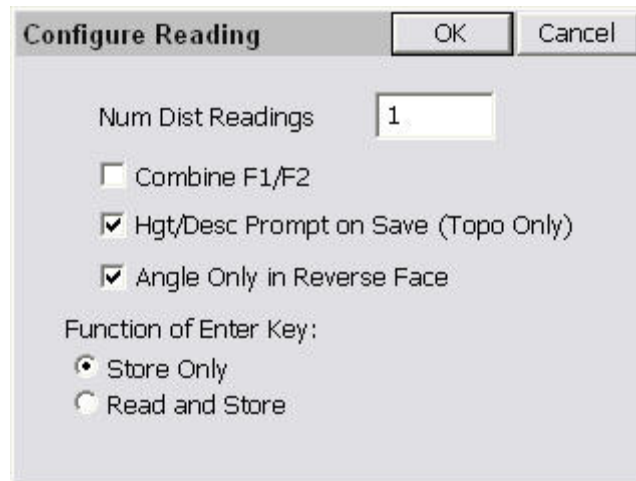 Configure Reading OK Cancel
Num Dist Readings 1
Combine F1/F2
Hgt/Desc Prompt on Save (Topo Only)
Angle Only in Reverse Face
Function of Enter Key:
Store Only
Read and Store